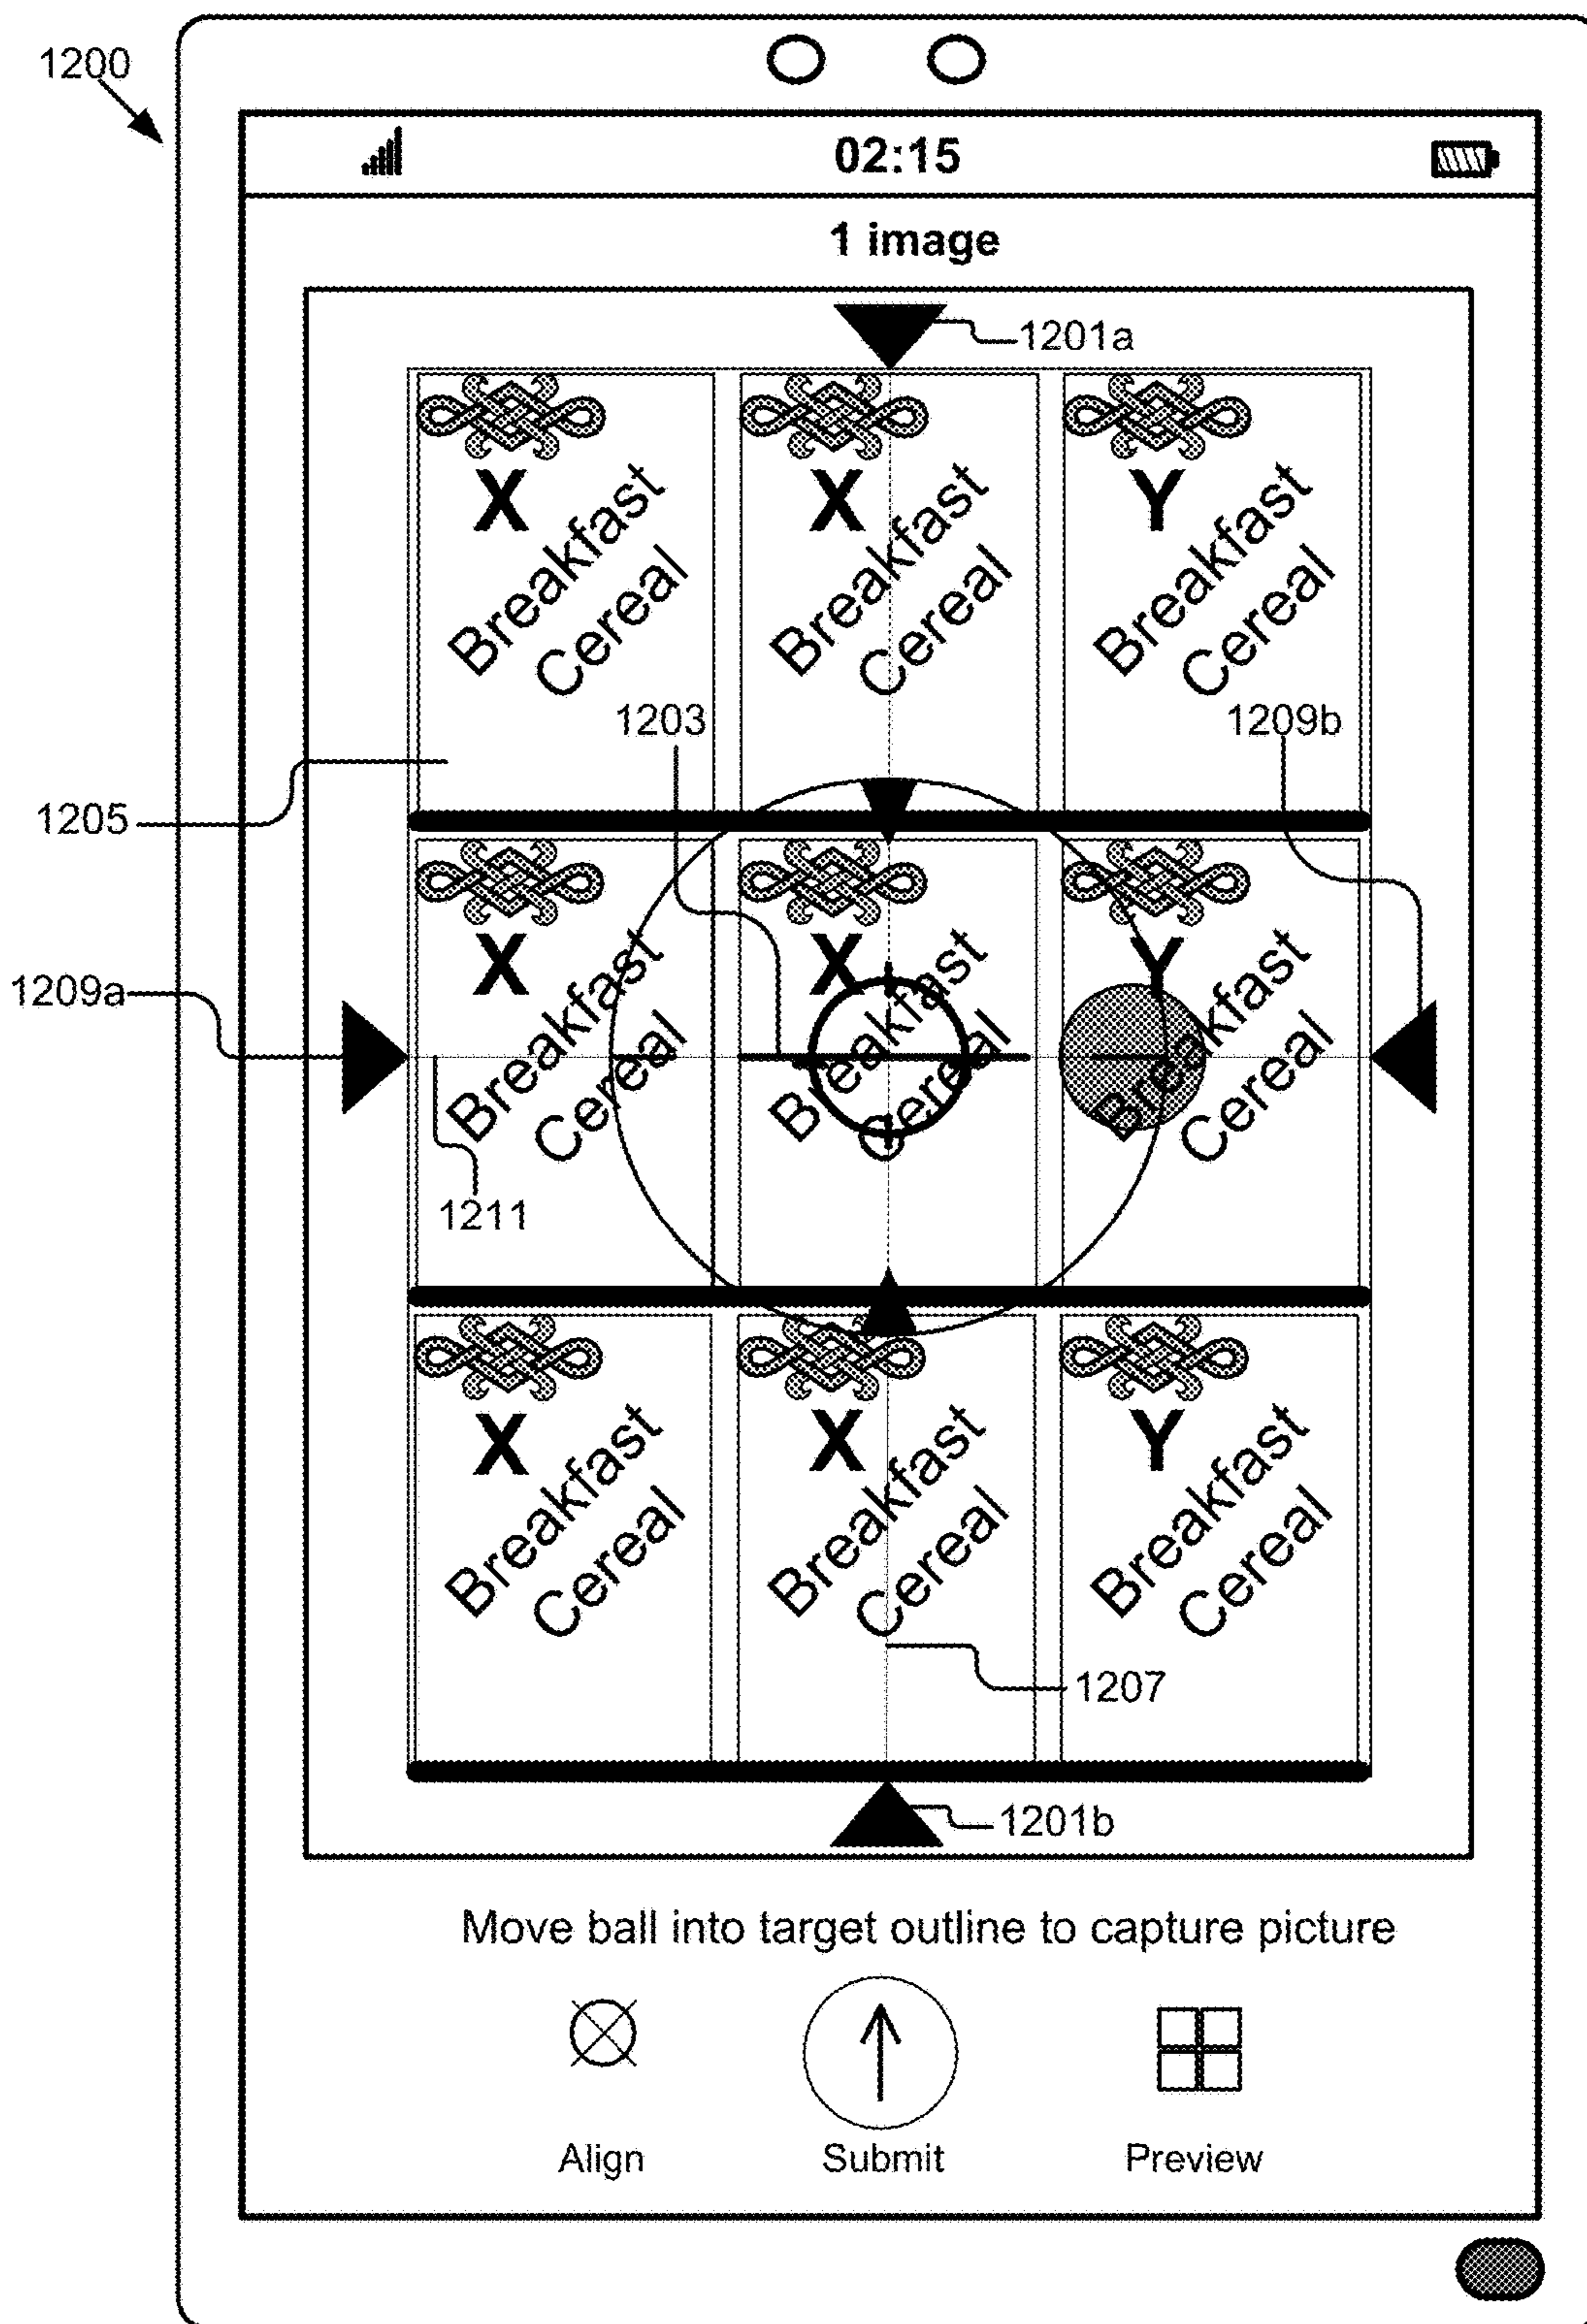 1200
02:15
1 image
1201a
X
Breakfast
Cereal
X
Breakfast
Cereal
Y
Breakfast
Cereal
1203
1209b
1205
X
Breakfast
Cereal
X
Breakfast
Cereal
Y
Breakfast
Cereal
1209a
1211
X
Breakfast
Cereal
X
Breakfast
Cereal
Y
Breakfast
Cereal
1207
1201b
Move ball into target outline to capture picture
Align
Submit
Preview